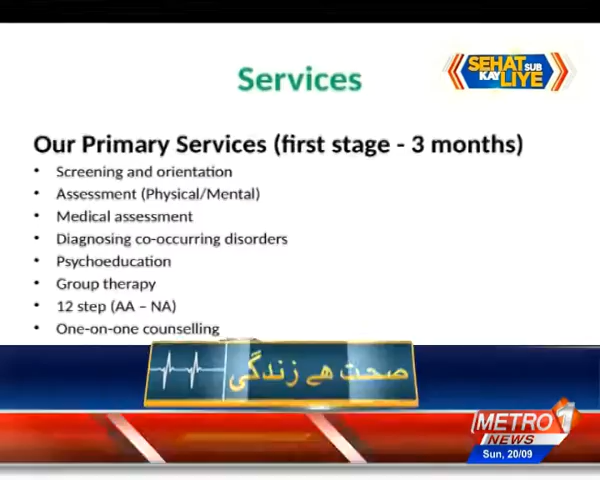 SEHAT SUB
KAY LIYE
Services
Our Primary Services (first stage - 3 months)
• Screening and orientation
• Assessment (Physical/Mental)
• Medical assessment
• Diagnosing co-occurring disorders
• Psychoeducation
• Group therapy
• 12 step (AA – NA)
• One-on-one counselling
صحت ھے زندگی
METRO 1
NEWS
Sun, 20/09